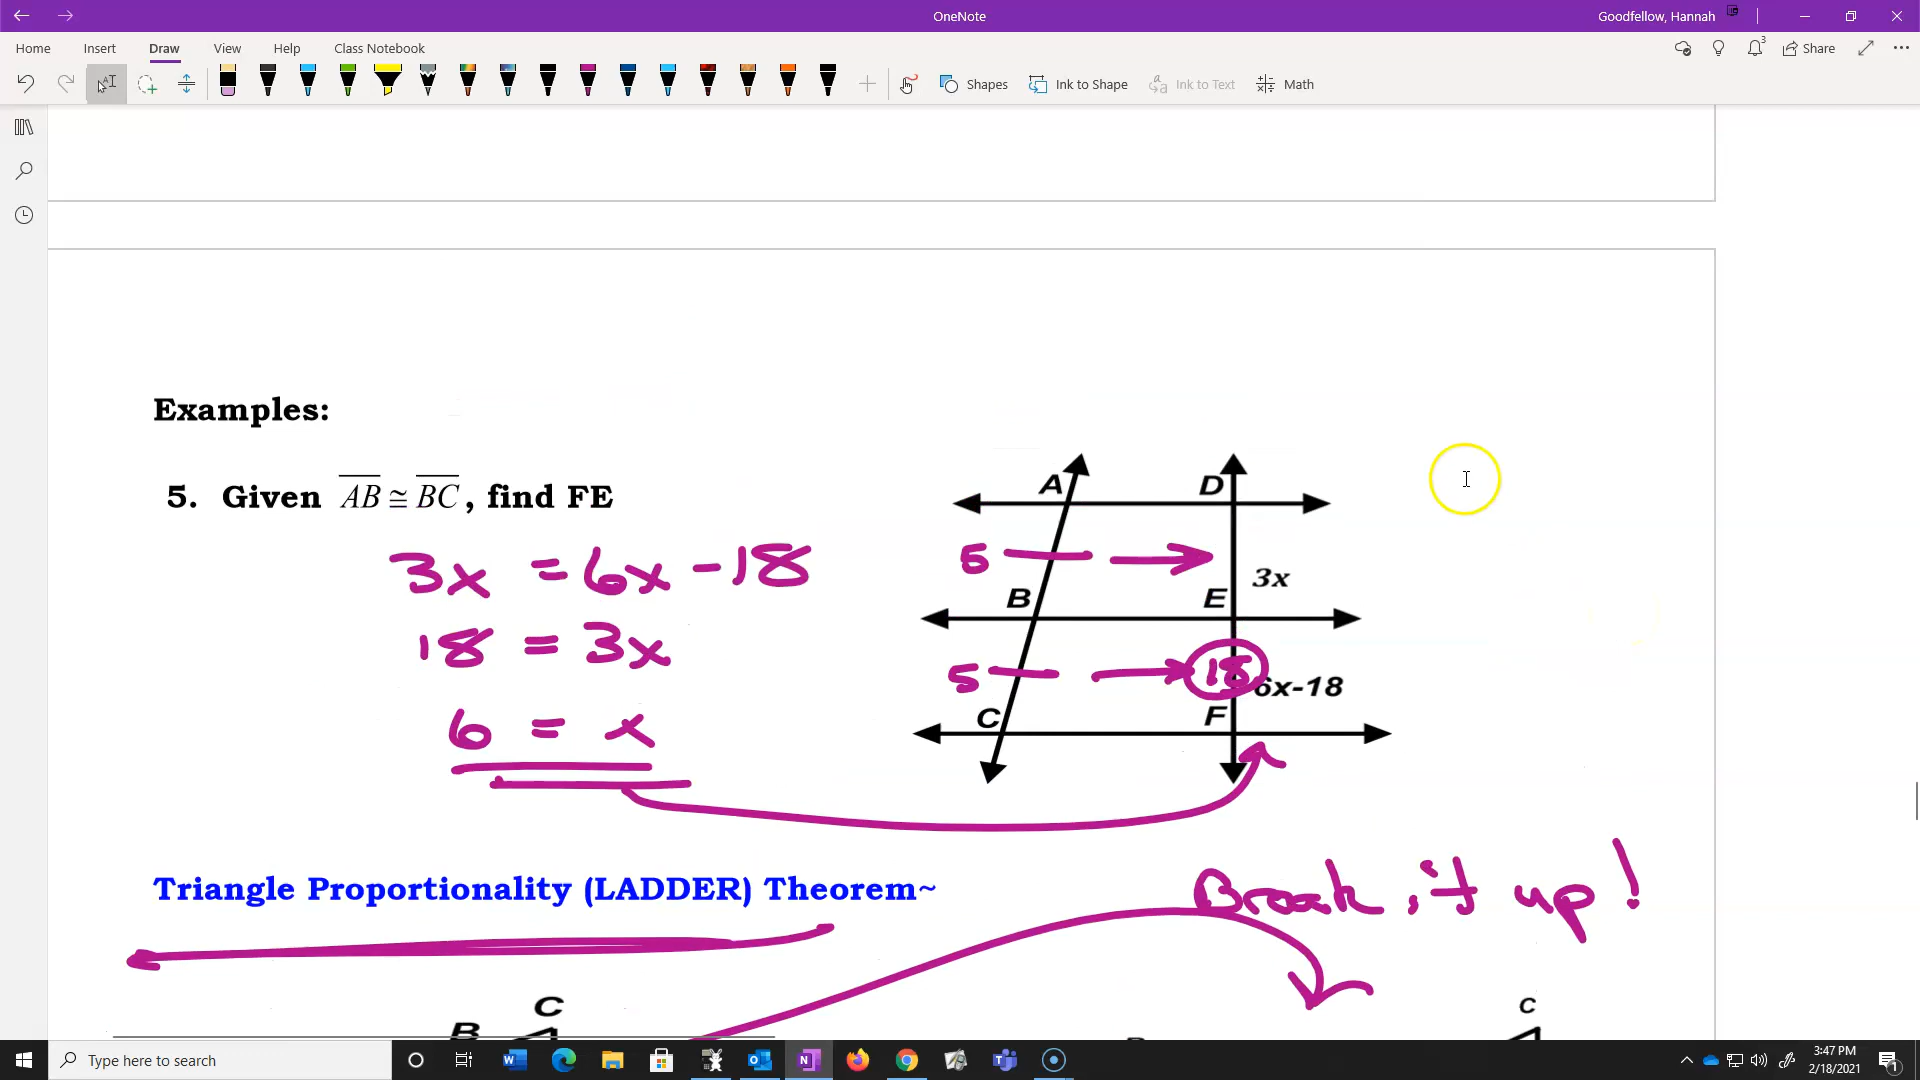 OneNote
Goodfellow, Hannah
Home Insert Draw View Help Class Notebook
3
Share
Shapes Ink to Shape Ink to Text Math
Examples:
5. Given AB ≅ BC, find FE
3x = 6x - 18
18 = 3x
6 = x
A D
5
3x
B E
5
18
6x-18
C F
Triangle Proportionality (LADDER) Theorem~
Break it up!
C
B
C
Type here to search
3:47 PM
2/18/2021
1